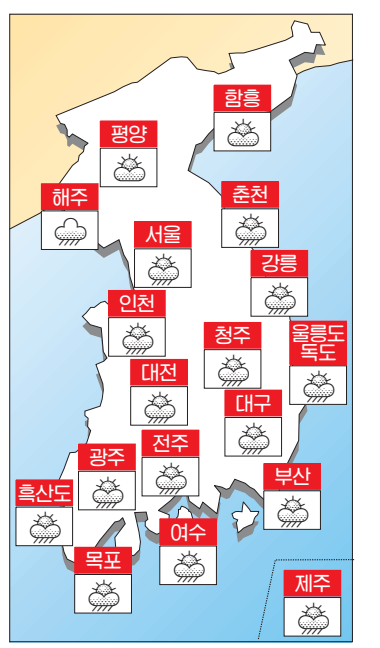 함흥
평양
해주
춘천
서울
강릉
인천
청주
울릉도
독도
대전
대구
전주
광주
부산
흑산도
여수
목포
제주